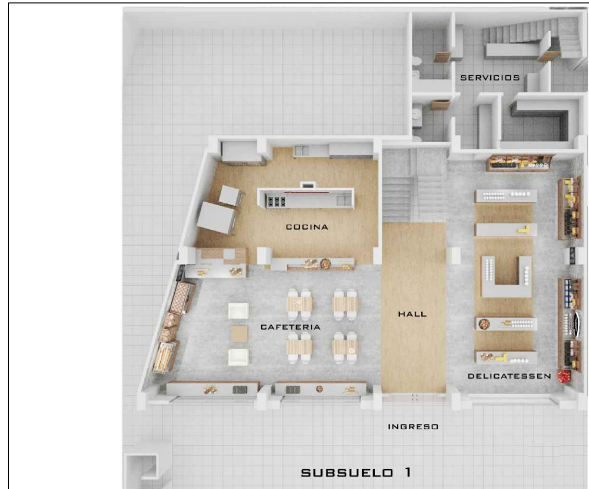 SERVICIOS
COCINA
HALL
CAFETERIA
DELICATESSEN
INGRESO
SUBSUELO 1